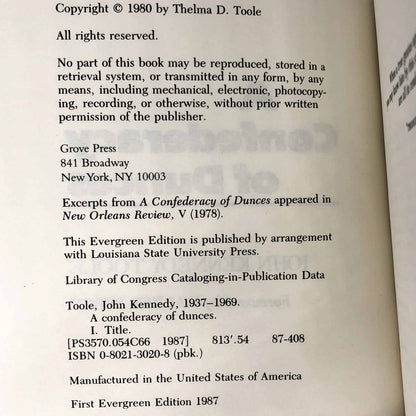 Copyright © 1980 by Thelma D. Toole
All rights reserved.
No part of this book may be reproduced, stored in a
retrieval system, or transmitted in any form, by any
means, including mechanical, electronic, photocopy-
ing, recording, or otherwise, without prior written
permission of the publisher.
Grove Press
841 Broadway
New York, NY 10003
Excerpts from A Confederacy of Dunces appeared in
New Orleans Review, V (1978).
This Evergreen Edition is published by arrangement
with Louisiana State University Press.
Library of Congress Cataloging-in-Publication Data
Toole, John Kennedy, 1937–1969.
A confederacy of dunces.
I. Title.
[PS3570.054C66 1987] 813'.54 87-408
ISBN 0-8021-3020-8 (pbk.)
Manufactured in the United States of America
First Evergreen Edition 1987